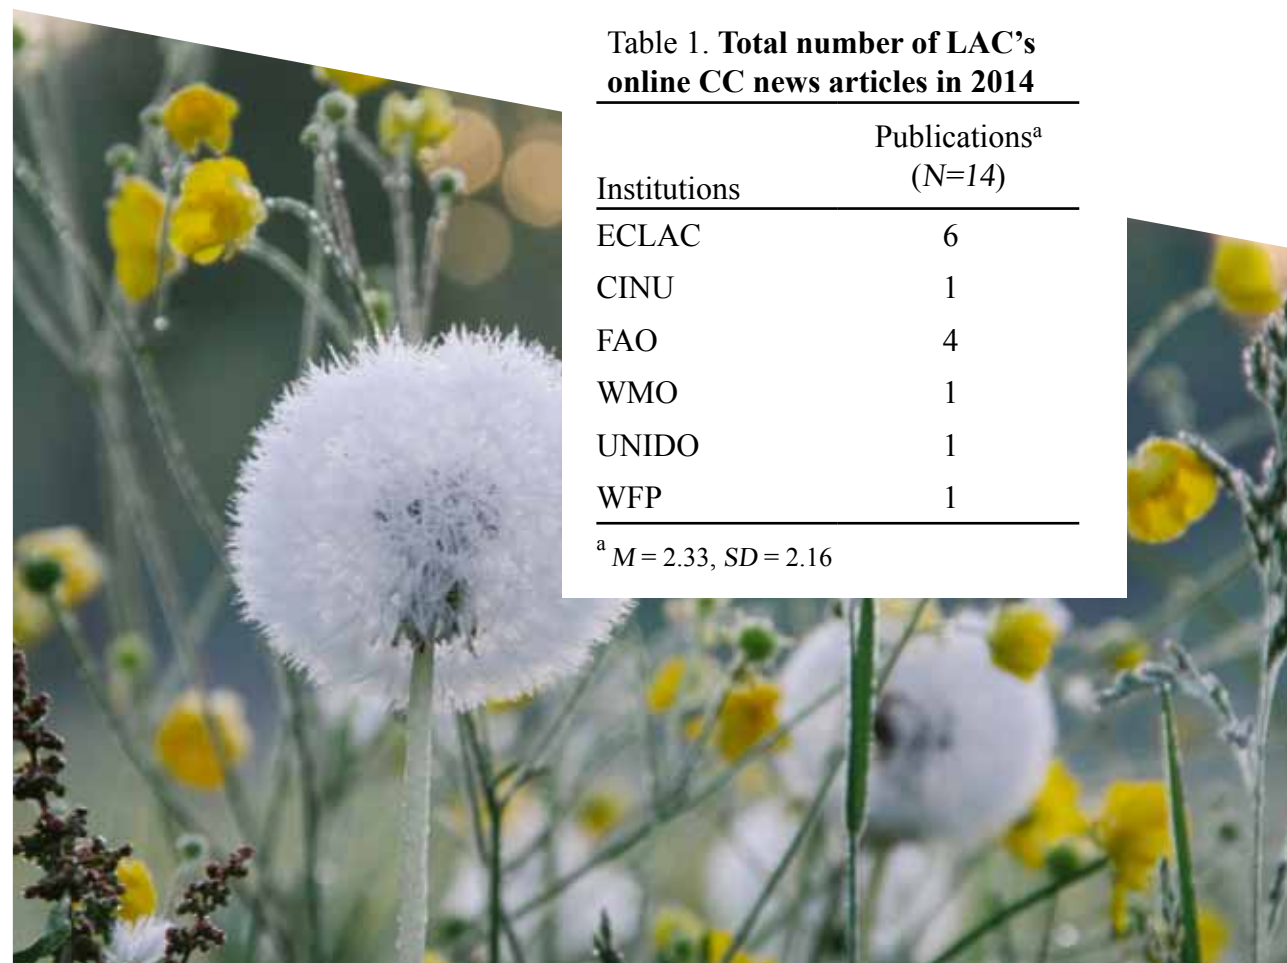 Table 1. Total number of LAC’s
online CC news articles in 2014
Publicationsᵃ
Institutions (N=14)
ECLAC 6
CINU 1
FAO 4
WMO 1
UNIDO 1
WFP 1
ᵃ M = 2.33, SD = 2.16